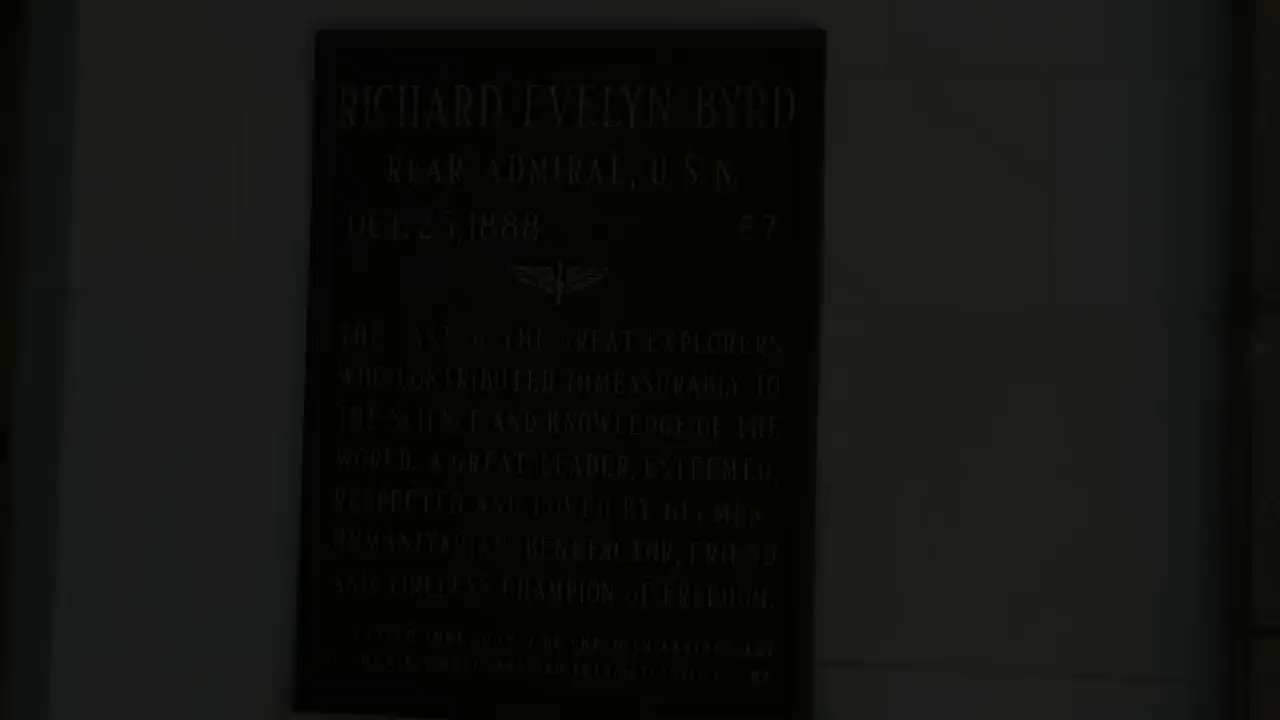 RICHARD EVELYN BYRD
REAR ADMIRAL, U.S.N.
OCT. 25, 1888 57
THE LAST of THE GREAT EXPLORERS
WHO CONTRIBUTED IMMEASURABLY TO
THE SCIENCE AND KNOWLEDGE OF THE
WORLD. A GREAT LEADER, ESTEEMED,
RESPECTED AND LOVED BY HIS MEN.
HUMANITARIAN, BENEFACTOR, FRIEND
AND TIRELESS CHAMPION OF FREEDOM.